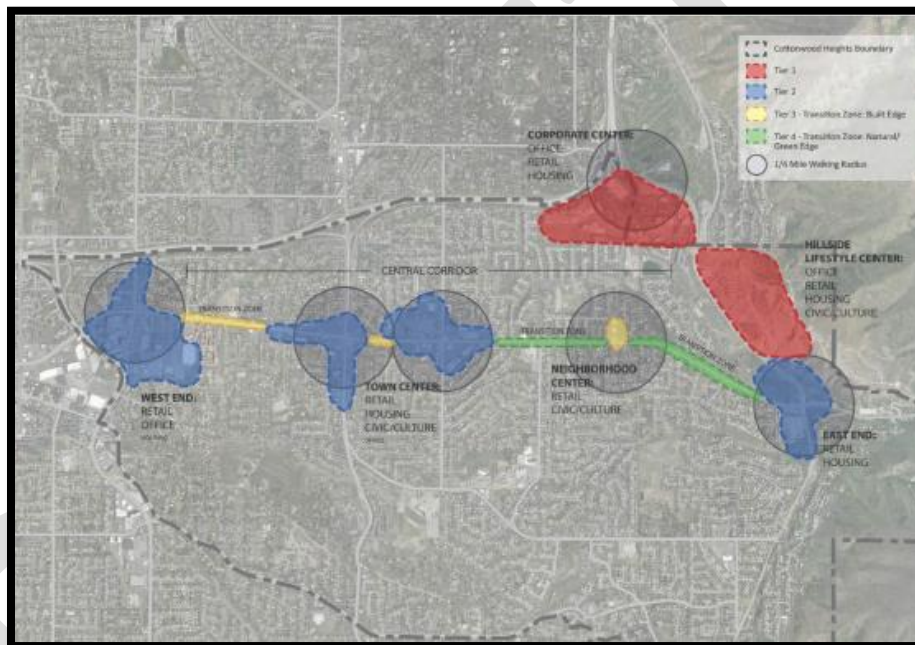 Cottonwood Heights Boundary
Tier 1
Tier 2
Tier 3 - Transition Zone: Built Edge
Tier 4 - Transition Zone: Natural/
Green Edge
1/6 Mile Walking Radius
CORPORATE CENTER:
OFFICE
RETAIL
HOUSING
HILLSIDE
LIFESTYLE CENTER:
OFFICE
RETAIL
HOUSING
CIVIC/CULTURE
CENTRAL CORRIDOR
TRANSITION ZONE
TRANSITION ZONE
TRANSITION ZONE
WEST END:
RETAIL
OFFICE
TOWN CENTER:
RETAIL
HOUSING
CIVIC/CULTURE
NEIGHBORHOOD
CENTER:
RETAIL
CIVIC/CULTURE
EAST END:
RETAIL
HOUSING